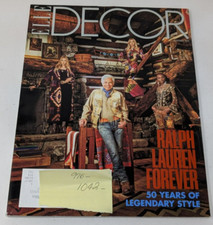 ELLE
DECOR
RALPH
LAUREN
FOREVER
50 YEARS OF
LEGENDARY STYLE